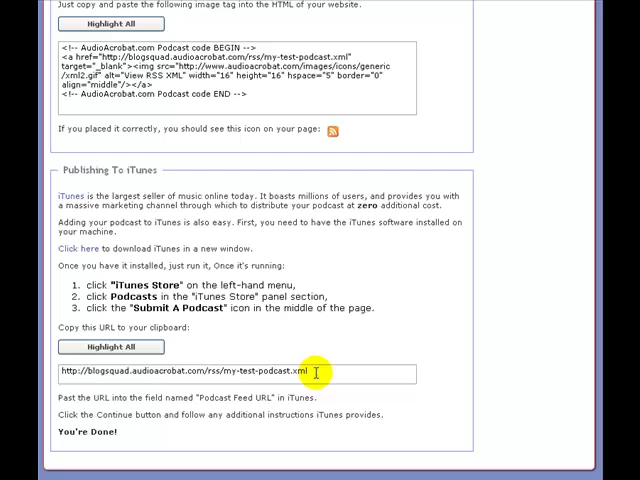 Just copy and paste the following image tag into the HTML of your website.
Highlight All
<!-- AudioAcrobat.com Podcast code BEGIN -->
<a href="http://blogsquad.audioacrobat.com/rss/my-test-podcast.xml"
target="_blank"><img src="http://www.audioacrobat.com/images/icons/generic
/xml2.gif" alt="View RSS XML" width="16" height="16" hspace="5" border="0"
align="middle"/></a>
<!-- AudioAcrobat.com Podcast code END -->
If you placed it correctly, you should see this icon on your page:
Publishing To iTunes
iTunes is the largest seller of music online today. It boasts millions of users, and provides you with
a massive marketing channel through which to distribute your podcast at zero additional cost.
Adding your podcast to iTunes is also easy. First, you need to have the iTunes software installed on
your machine.
Click here to download iTunes in a new window.
Once you have it installed, just run it, Once it's running:
1. click "iTunes Store" on the left-hand menu,
2. click Podcasts in the "iTunes Store" panel section,
3. click the "Submit A Podcast" icon in the middle of the page.
Copy this URL to your clipboard:
Highlight All
http://blogsquad.audioacrobat.com/rss/my-test-podcast.xml
Past the URL into the field named "Podcast Feed URL" in iTunes.
Click the Continue button and follow any additional instructions iTunes provides.
You're Done!